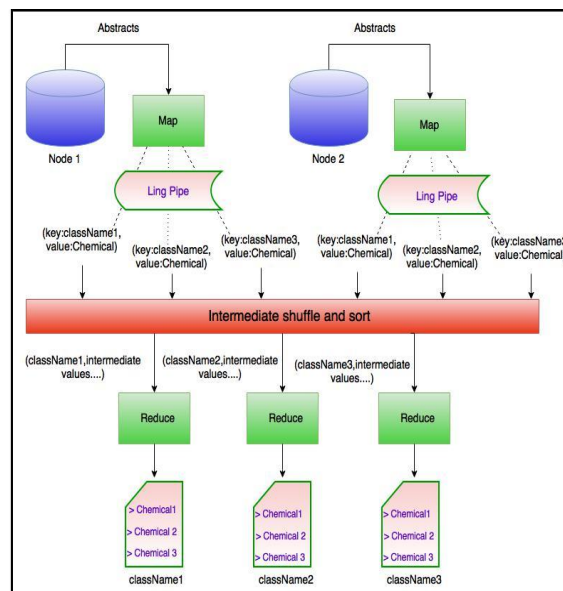 Abstracts
Abstracts
Map
Map
Node 1
Node 2
Ling Pipe
Ling Pipe
(key:className1,
value:Chemical)
(key:className2,
value:Chemical)
(key:className3,
value:Chemical)
(key:className1,
value:Chemical)
(key:className2,
value:Chemical)
(key:className3
value:Chemical)
Intermediate shuffle and sort
(className1,intermediate
values....)
(className2,intermediate
values....)
(className3,intermediate
values....)
Reduce
Reduce
Reduce
> Chemical1
> Chemical 2
> Chemical 3
className1
> Chemical1
> Chemical 2
> Chemical 3
className2
> Chemical1
> Chemical 2
> Chemical 3
className3